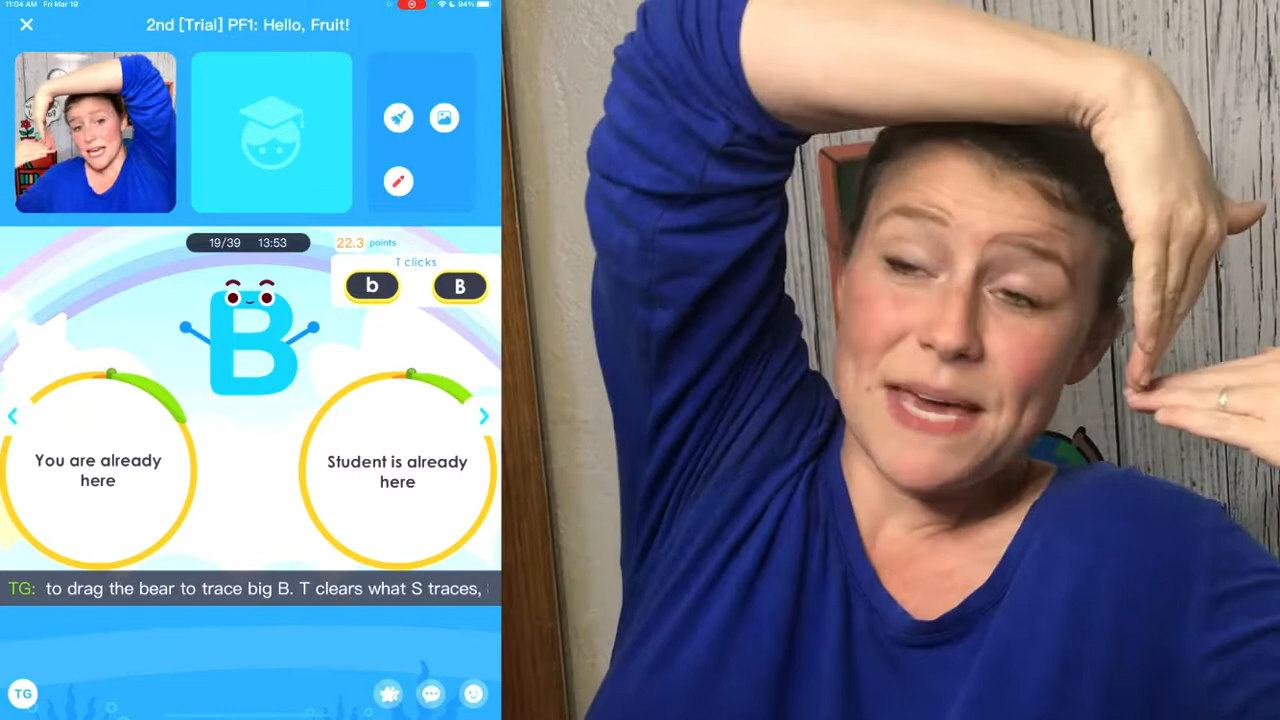 11:04 AM Fri Mar 19
94%
2nd [Trial] PF1: Hello, Fruit!
19/39 13:53
22.3 points
T clicks
b B
B
You are already
here
Student is already
here
TG: to drag the bear to trace big B. T clears what S traces,
TG